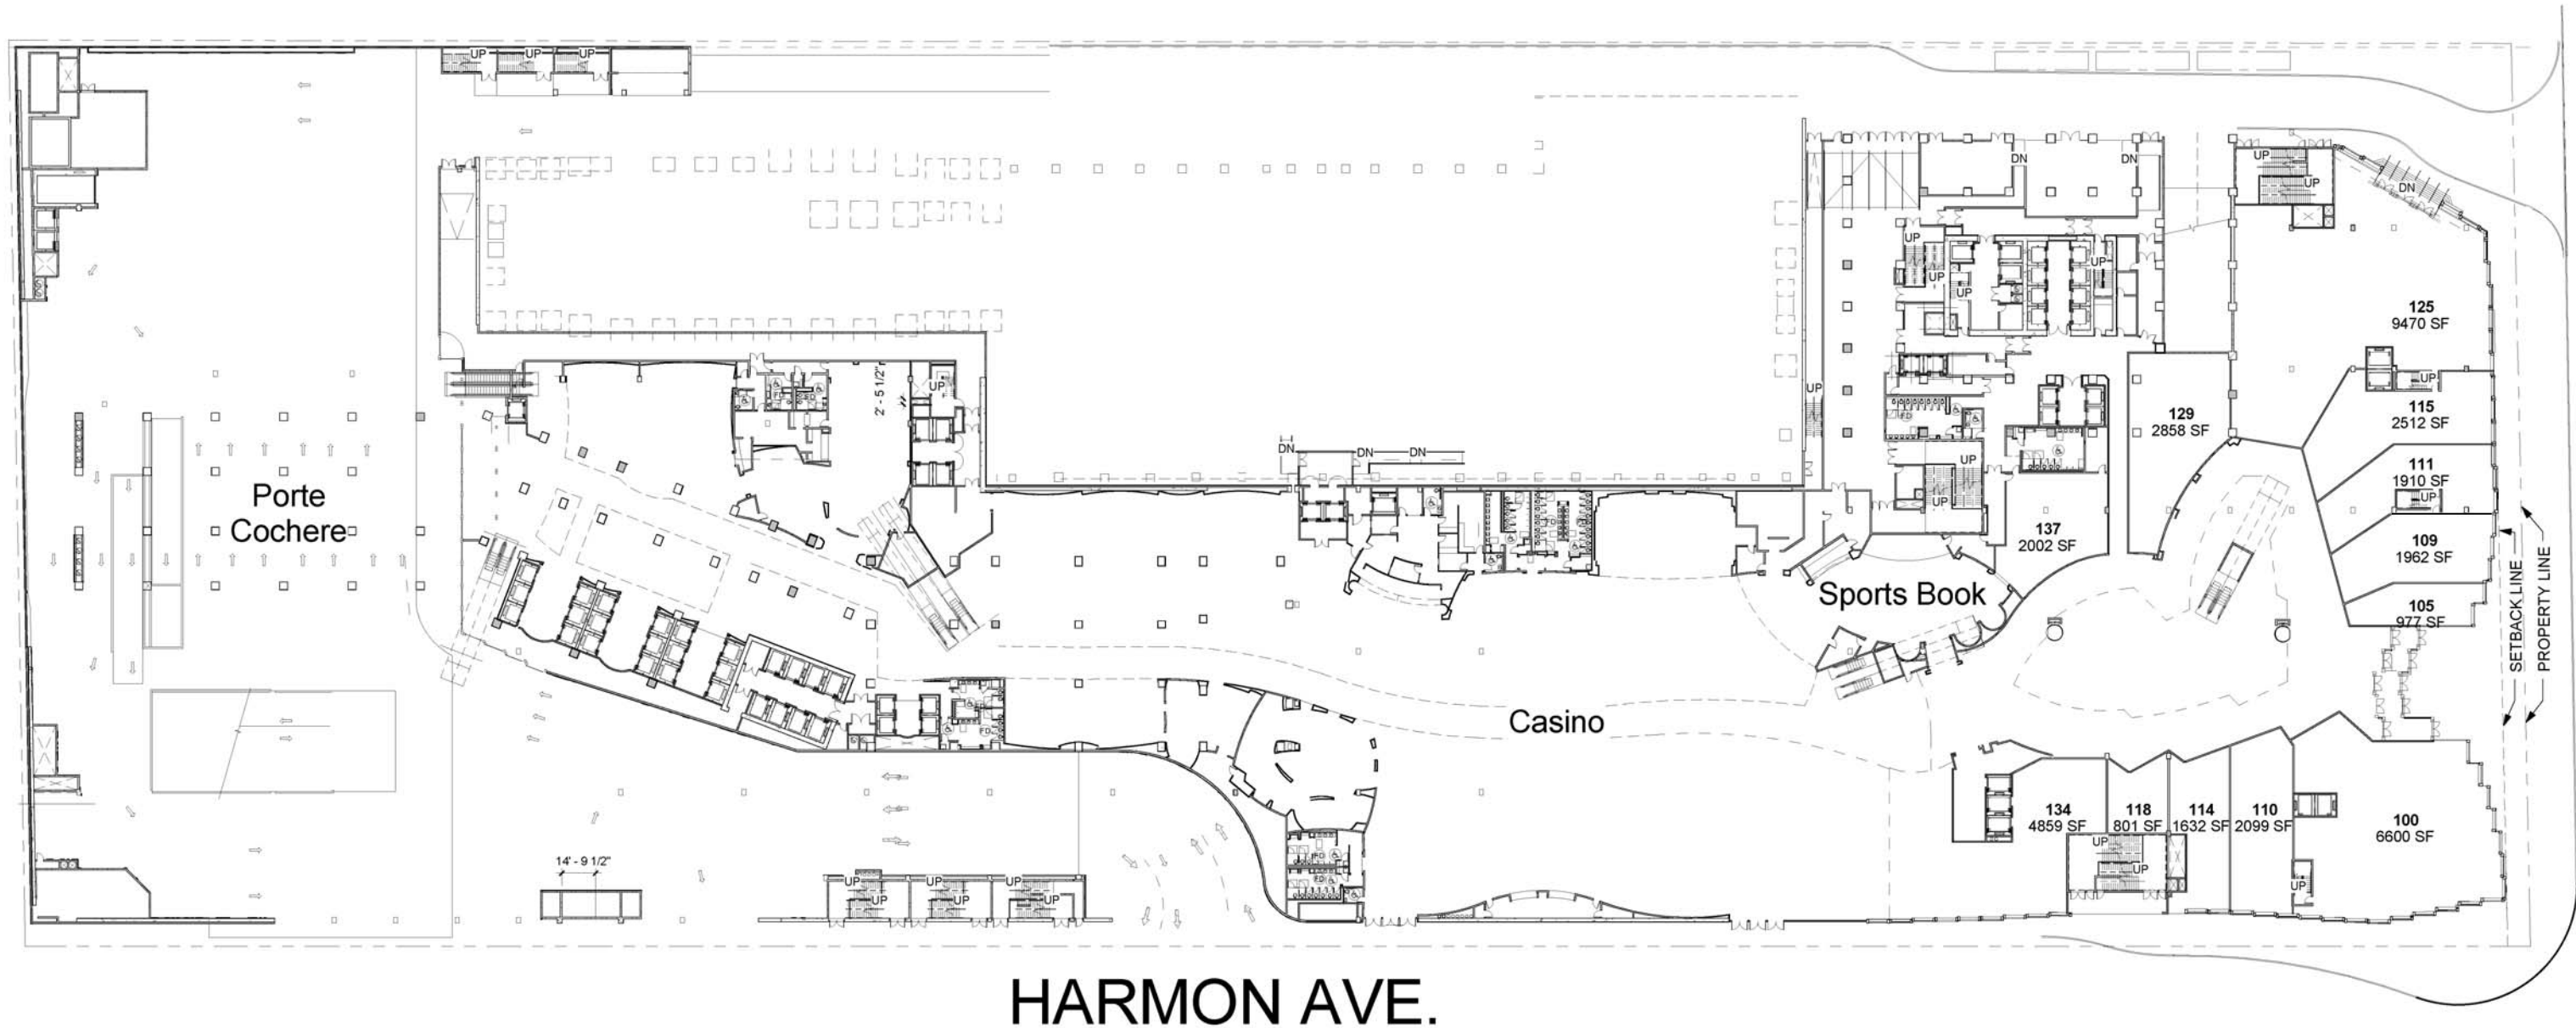 UP
UP
UP
DN
DN
UP
UP
DN
UP
UP
UP
UP
125
9470 SF
UP
UP
2' - 5 1/2"
UP
UP
115
2512 SF
129
2858 SF
DN
DN
DN
UP
UP
UP
111
1910 SF
UP
Porte
Cochere
137
2002 SF
109
1962 SF
Sports Book
105
977 SF
SETBACK LINE
PROPERTY LINE
Casino
FD
134
4859 SF
118
801 SF
114
1632 SF
110
2099 SF
100
6600 SF
UP
UP
14' - 9 1/2"
UP
UP
UP
UP
UP
UP
UP
HARMON AVE.